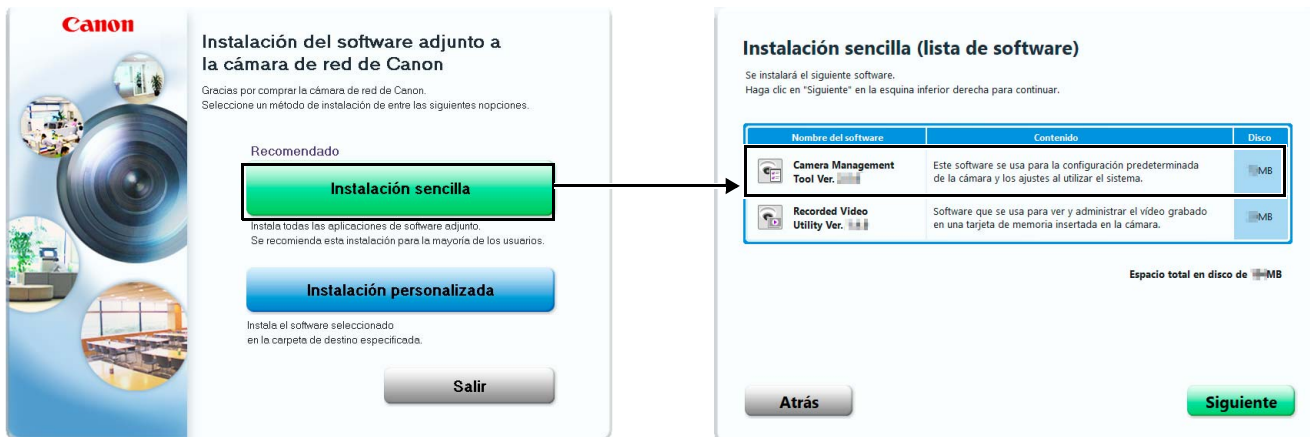 Canon
Instalación del software adjunto a
la cámara de red de Canon
Gracias por comprar la cámara de red de Canon.
Seleccione un método de instalación de entre las siguientes nopciones.
Recomendado
Instalación sencilla
Instala todas las aplicaciones de software adjunto.
Se recomienda esta instalación para la mayoría de los usuarios.
Instalación personalizada
Instala el software seleccionado
en la carpeta de destino especificada.
Salir
Instalación sencilla (lista de software)
Se instalará el siguiente software.
Haga clic en "Siguiente" en la esquina inferior derecha para continuar.
Nombre del software Contenido Disco
Camera Management
Tool Ver.
Este software se usa para la configuración predeterminada
de la cámara y los ajustes al utilizar el sistema.
MB
Recorded Video
Utility Ver.
Software que se usa para ver y administrar el vídeo grabado
en una tarjeta de memoria insertada en la cámara.
MB
Espacio total en disco de MB
Atrás
Siguiente